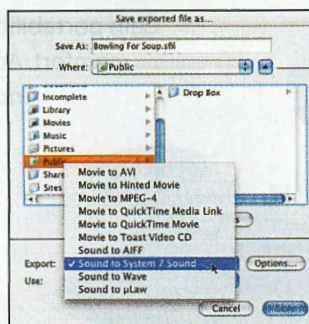 Save exported file as...
Save As: Bowling For Soup.sfil
Where: Public
Incomplete
Library
Movies
Music
Pictures
Public
Share
Sites
Drop Box
Movie to AVI
Movie to Hinted Movie
Movie to MPEG-4
Movie to QuickTime Media Link
Movie to QuickTime Movie
Movie to Toast Video CD
Sound to AIFF
✓ Sound to System 7 Sound
Sound to Wave
Sound to µLaw
Export:
Options...
Use:
Cancel